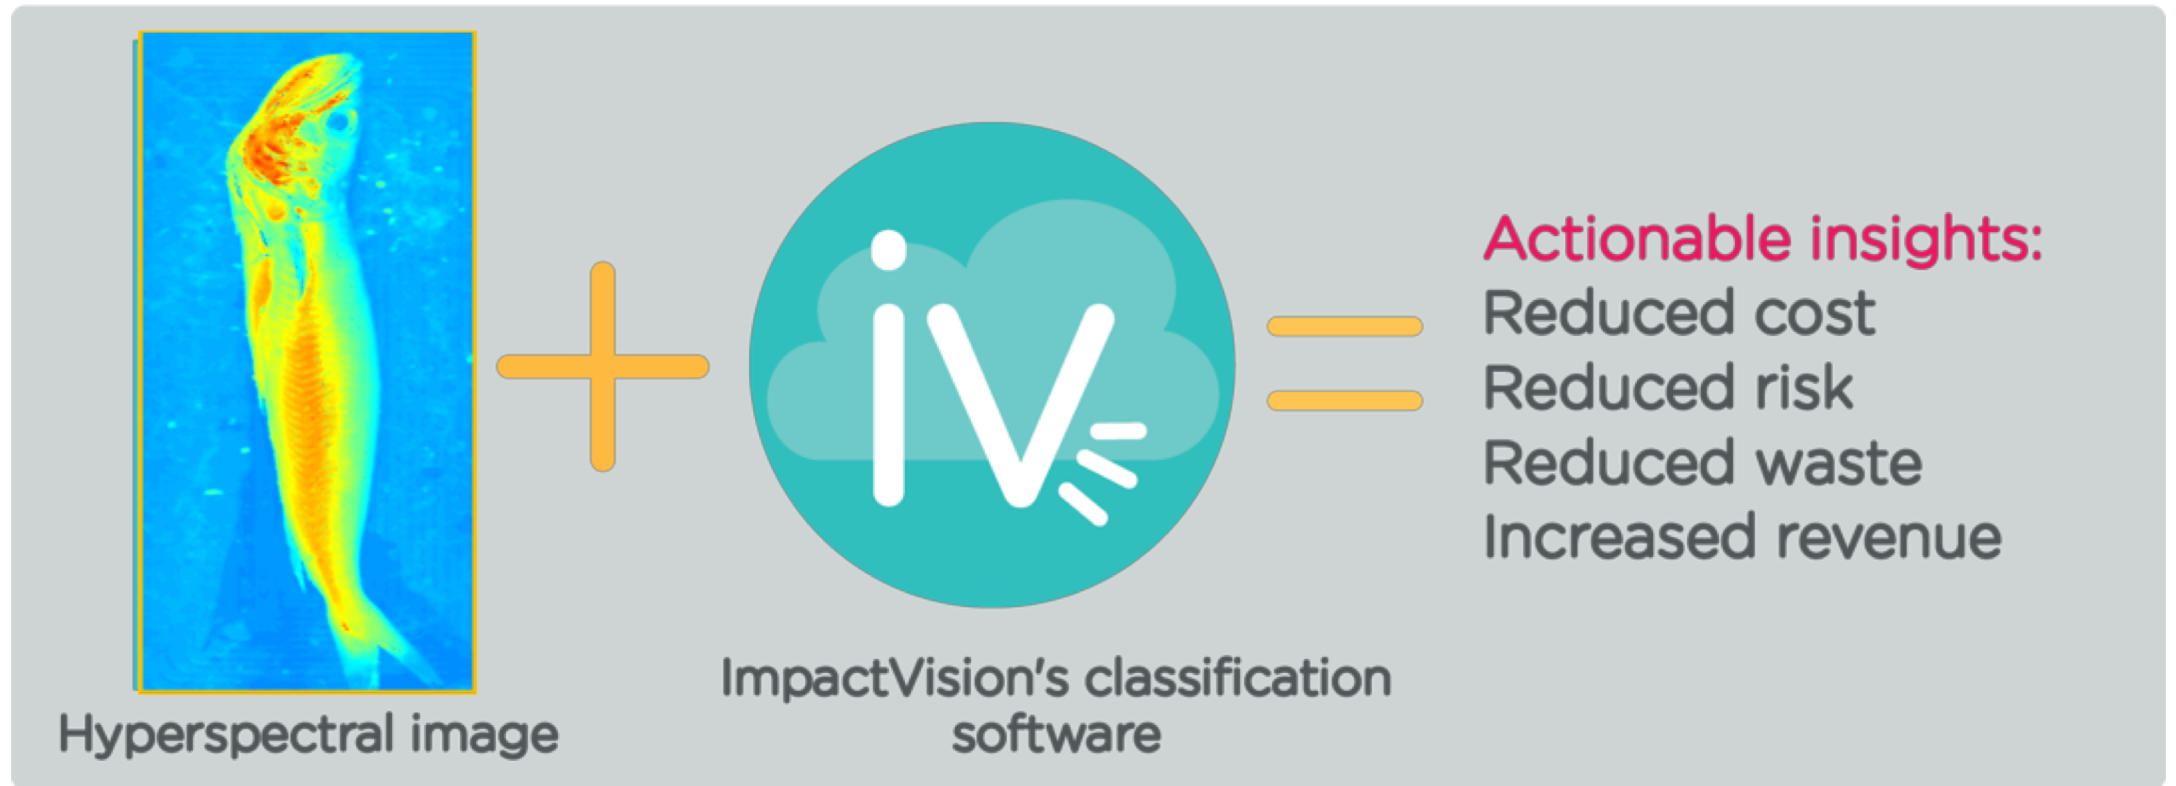 Hyperspectral image
iv
ImpactVision's classification
software
Actionable insights:
Reduced cost
Reduced risk
Reduced waste
Increased revenue